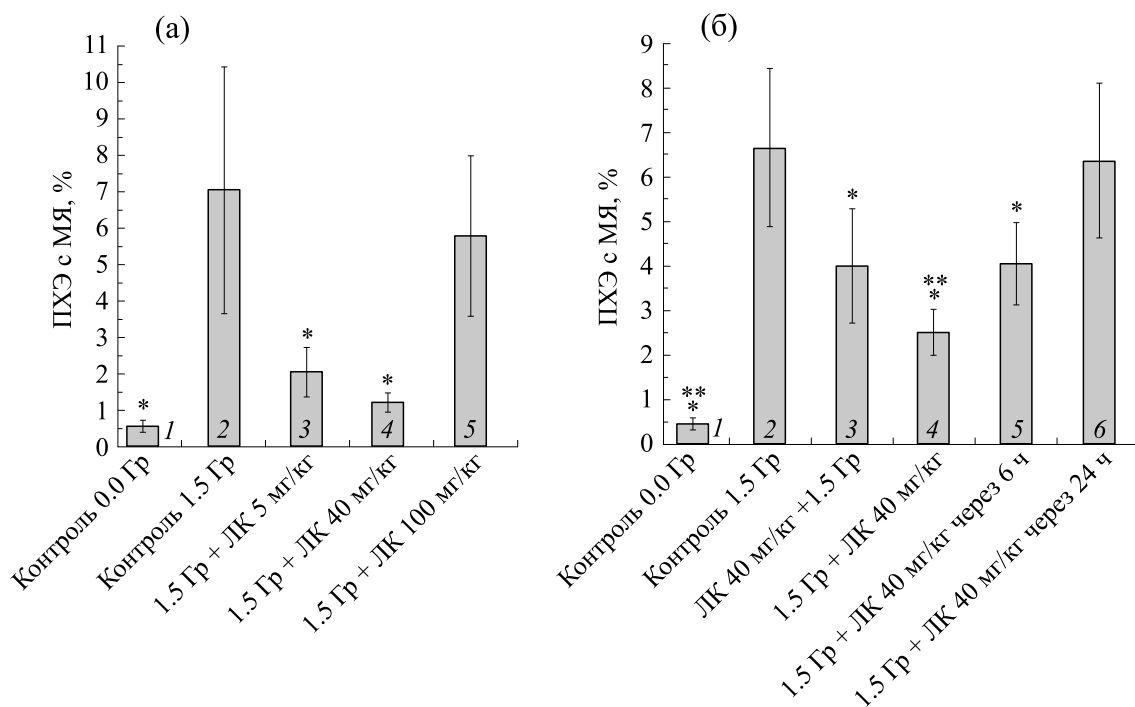 (а)
ПХЭ с МЯ, %
11
10
9
8
7
6
5
4
3
2
1
0
*
1
2
*
3
*
4
5
Контроль 0.0 Гр
Контроль 1.5 Гр
1.5 Гр + ЛК 5 мг/кг
1.5 Гр + ЛК 40 мг/кг
1.5 Гр + ЛК 100 мг/кг
(б)
ПХЭ с МЯ, %
9
8
7
6
5
4
3
2
1
0
**
*
1
2
*
3
**
*
4
*
5
6
Контроль 0.0 Гр
Контроль 1.5 Гр
ЛК 40 мг/кг +1.5 Гр
1.5 Гр + ЛК 40 мг/кг
1.5 Гр + ЛК 40 мг/кг через 6 ч
1.5 Гр + ЛК 40 мг/кг через 24 ч